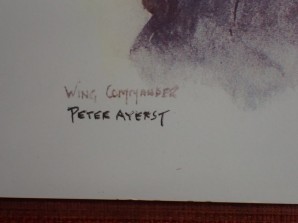 WING COMMANDER
PETER AYERST